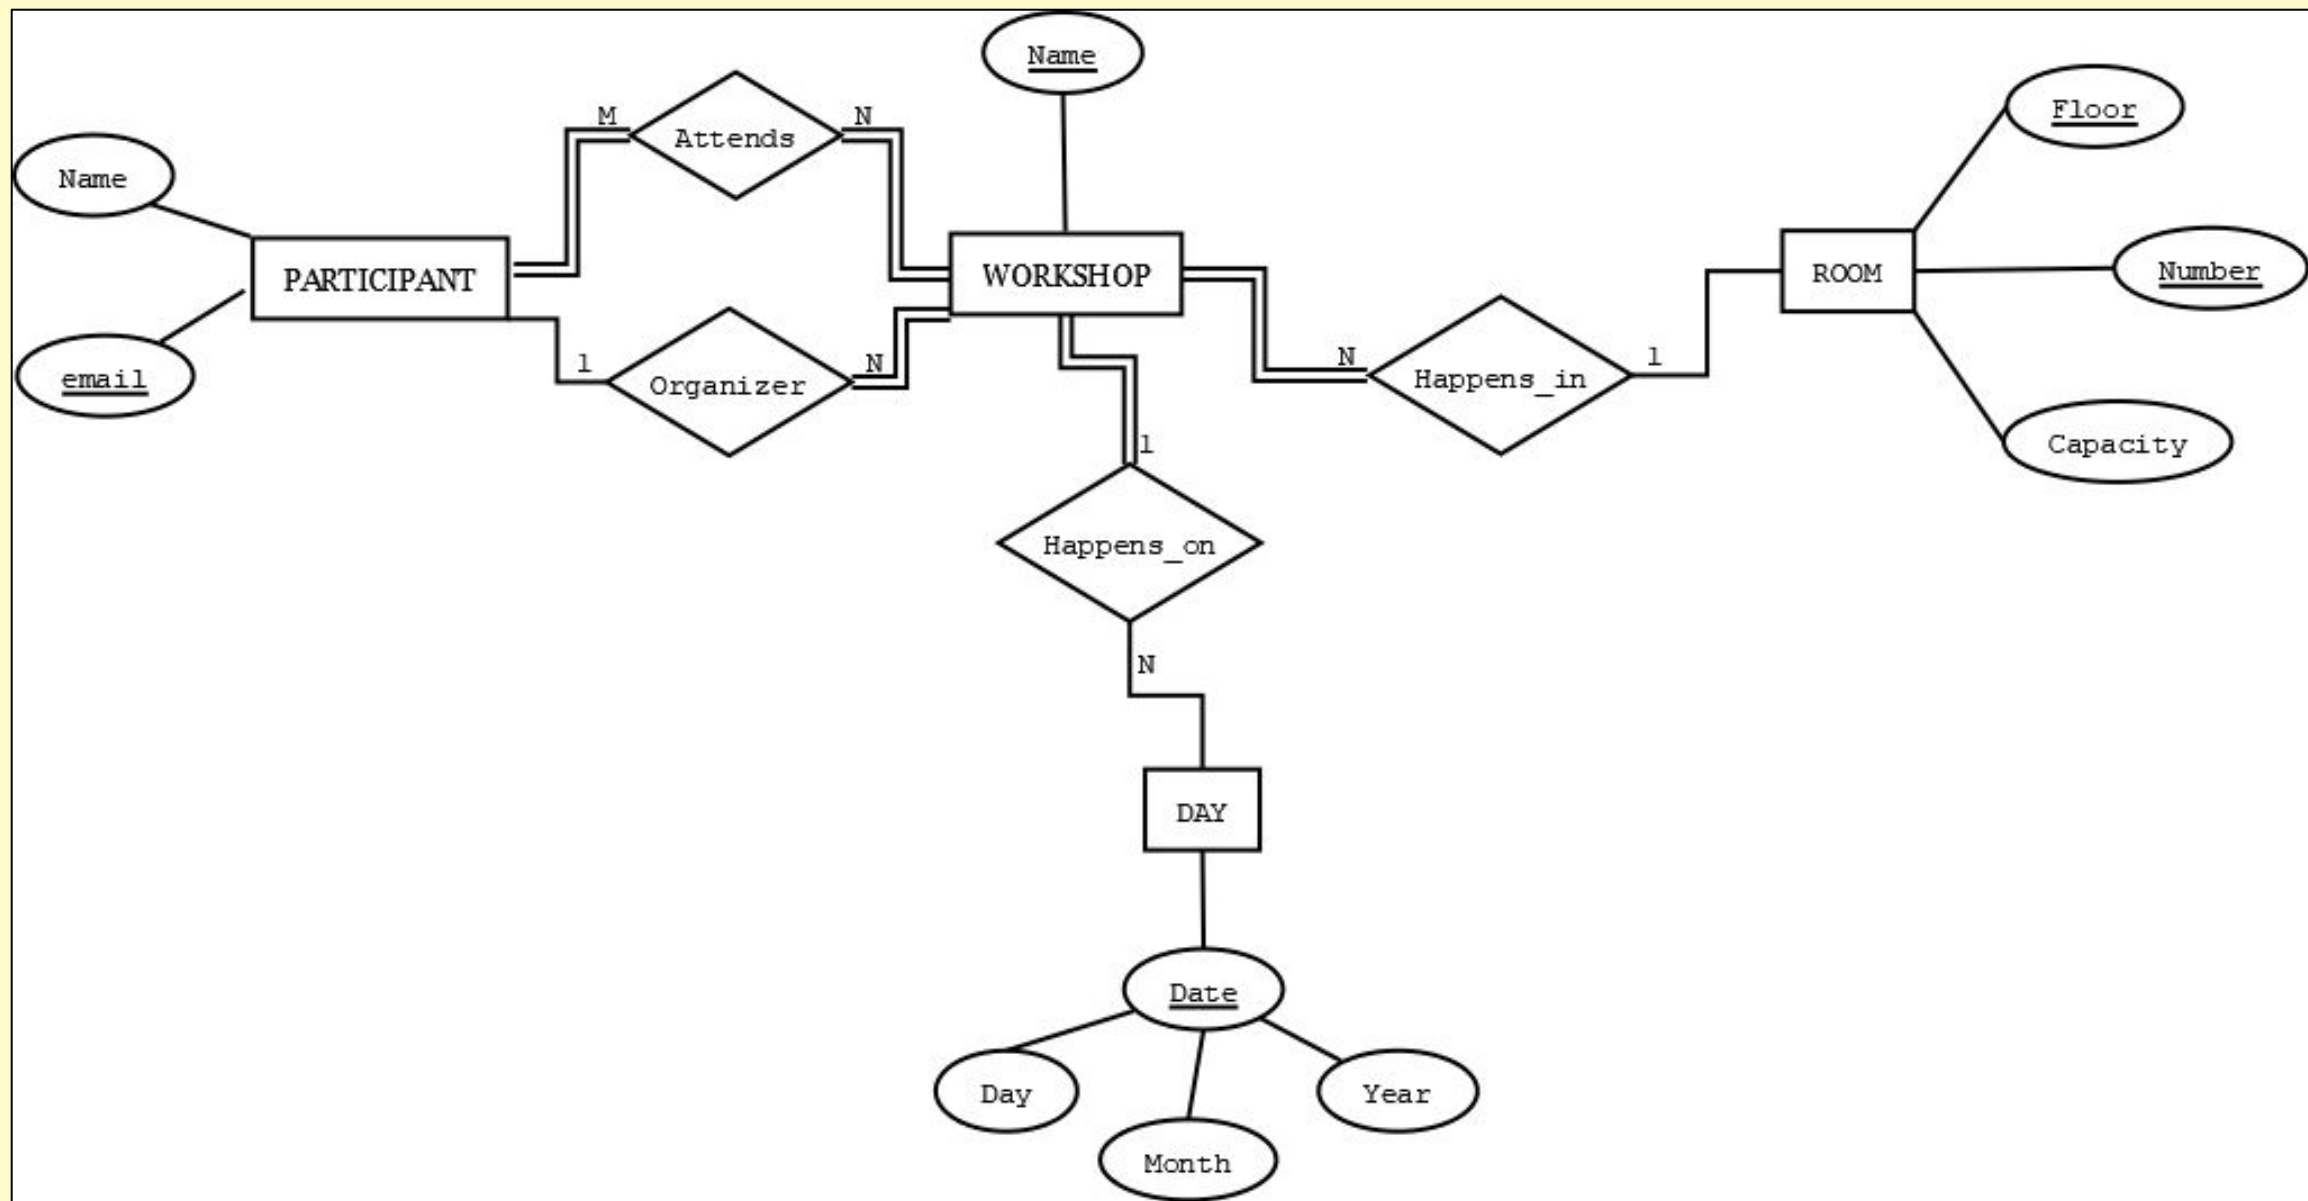 Name
M
Attends
N
Floor
Name
PARTICIPANT
WORKSHOP
ROOM
Number
email
1
Organizer
N
N
Happens_in
1
Capacity
1
Happens_on
N
DAY
Date
Day
Month
Year